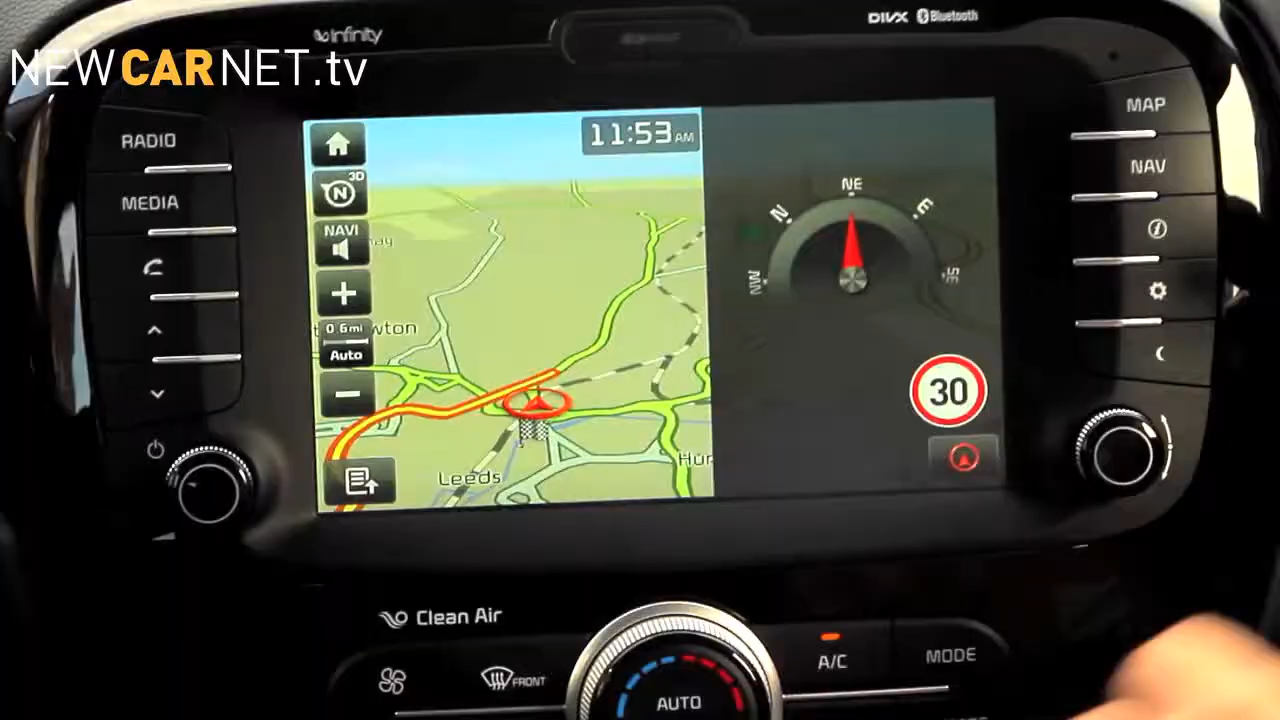 infinity
DIVX Bluetooth
NEWCARNET.tv
RADIO
MEDIA
MAP
NAV
11:53 AM
3D
N
NAVI
0.6mi
Auto
Leeds
NW
N
NE
E
SE
30
Clean Air
FRONT
AUTO
A/C
MODE